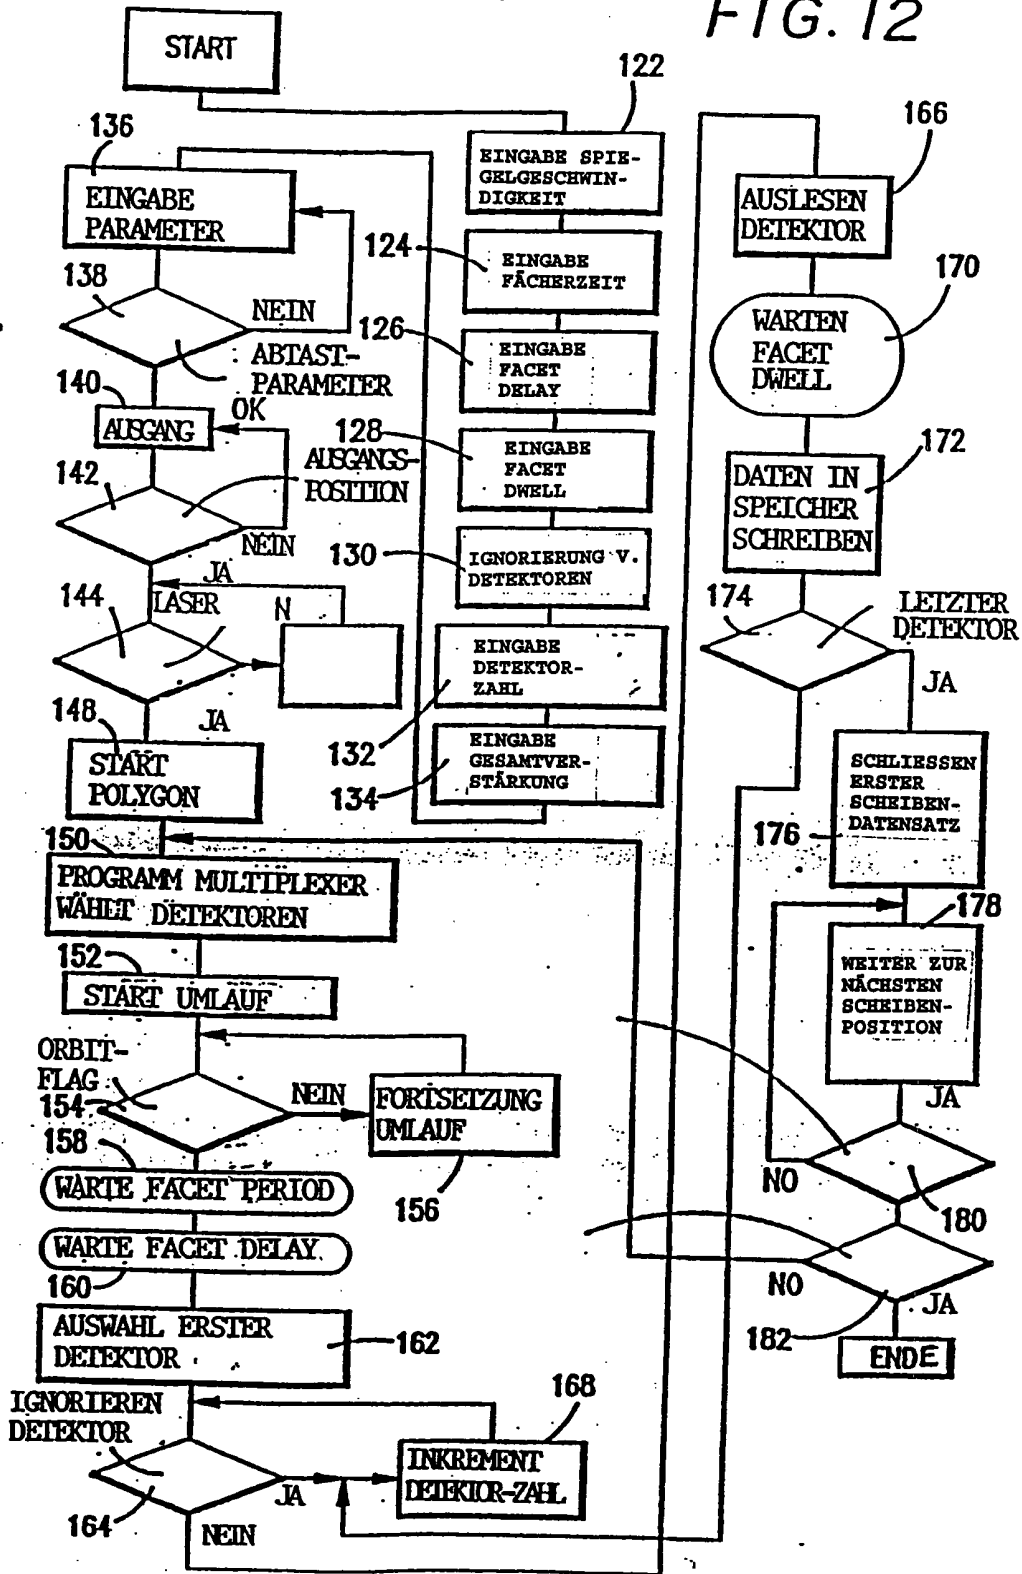 FIG. 12
START
122
EINGABE SPIE-
GELGESCHWIN-
DIGKEIT
124
EINGABE
FÄCHERZEIT
126
EINGABE
FACET
DELAY
128
EINGABE
FACET
DWELL
130
IGNORIERUNG V.
DETEKTOREN
132
EINGABE
DETEKTOR-
ZAHL
134
EINGABE
GESAMTVER-
STÄRKUNG
136
EINGABE
PARAMETER
138
NEIN
ABTAST-
PARAMETER
OK
140
AUSGANG
142
AUSGANGS-
POSITION
NEIN
JA
144
LASER
N
JA
148
START
POLYGON
150
PROGRAMM MULTIPLEXER
WÄHLT DETEKTOREN
152
START UMLAUF
ORBIT-
FLAG
154
NEIN
FORTSETZUNG
UMLAUF
156
158
WARTE FACET PERIOD
WARTE FACET DELAY
160
AUSWAHL ERSTER
DETEKTOR
162
IGNORIEREN
DETEKTOR
164
JA
NEIN
168
INKREMENT
DETEKTOR-ZAHL
166
AUSLESEN
DETEKTOR
170
WARTEN
FACET
DWELL
172
DATEN IN
SPEICHER
SCHREIBEN
174
LETZTER
DETEKTOR
JA
176
SCHLIESSEN
ERSTER
SCHEIBEN-
DATENSATZ
178
WEITER ZUR
NÄCHSTEN
SCHEIBEN-
POSITION
JA
NO
180
NO
182
JA
ENDE